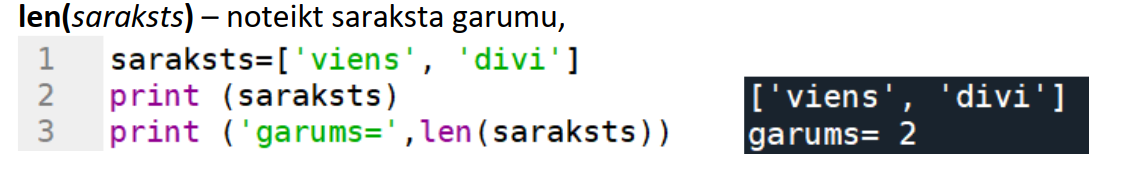 len(saraksts) – noteikt saraksta garumu,
1 saraksts=['viens', 'divi']
2 print (saraksts)
3 print ('garums=',len(saraksts))
['viens', 'divi']
garums= 2